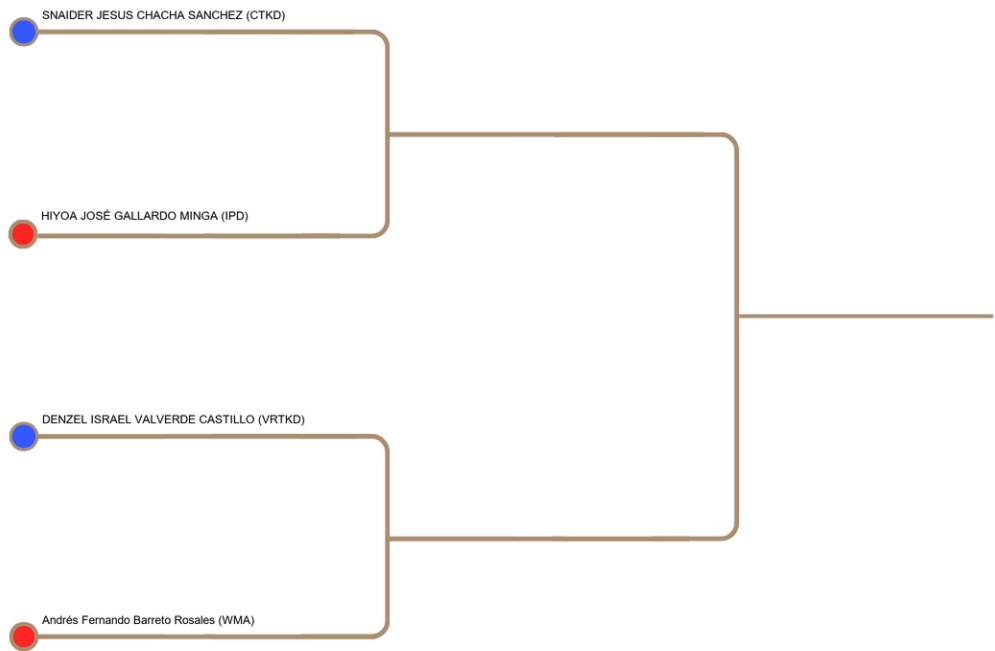 SNAIDER JESUS CHACHA SANCHEZ (CTKD)
HIYOA JOSÉ GALLARDO MINGA (IPD)
DENZEL ISRAEL VALVERDE CASTILLO (VRTKD)
Andrés Fernando Barreto Rosales (WMA)